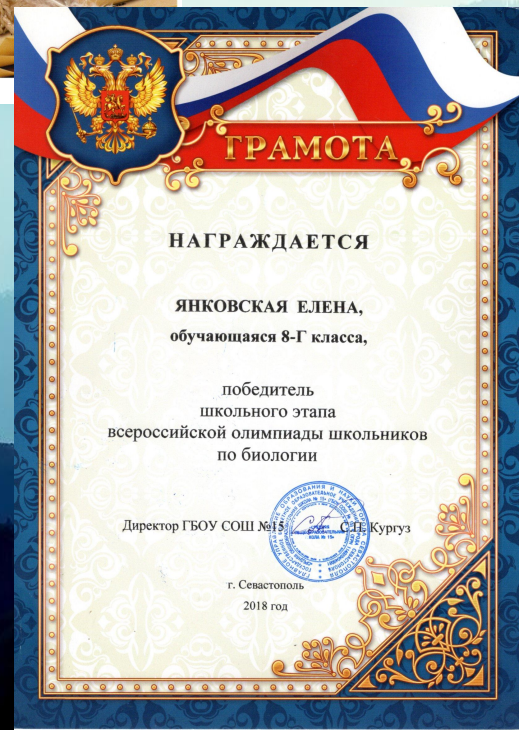 ГРАМОТА
НАГРАЖДАЕТСЯ
ЯНКОВСКАЯ ЕЛЕНА,
обучающаяся 8-Г класса,
победитель
школьного этапа
всероссийской олимпиады школьников
по биологии
Директор ГБОУ СОШ №15 С.П. Кургуз
г. Севастополь
2018 год